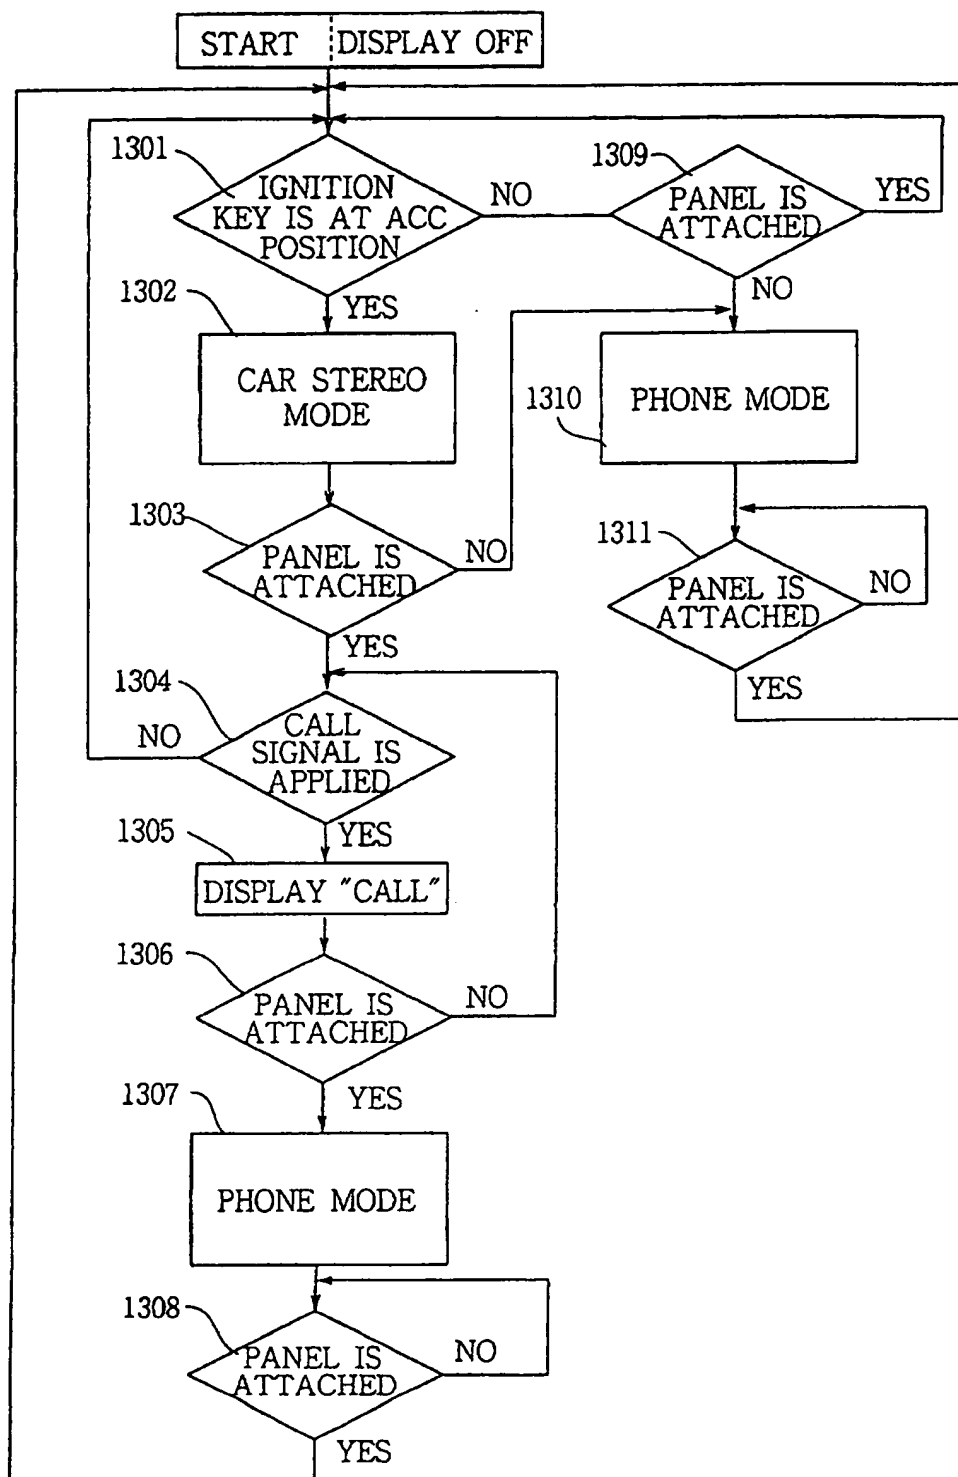 START DISPLAY OFF
1301
IGNITION
KEY IS AT ACC
POSITION
NO
YES
1309
PANEL IS
ATTACHED
YES
NO
1302
CAR STEREO
MODE
1310
PHONE MODE
1303
PANEL IS
ATTACHED
NO
YES
1311
PANEL IS
ATTACHED
NO
YES
1304
CALL
SIGNAL IS
APPLIED
NO
YES
1305
DISPLAY "CALL"
1306
PANEL IS
ATTACHED
NO
YES
1307
PHONE MODE
1308
PANEL IS
ATTACHED
NO
YES